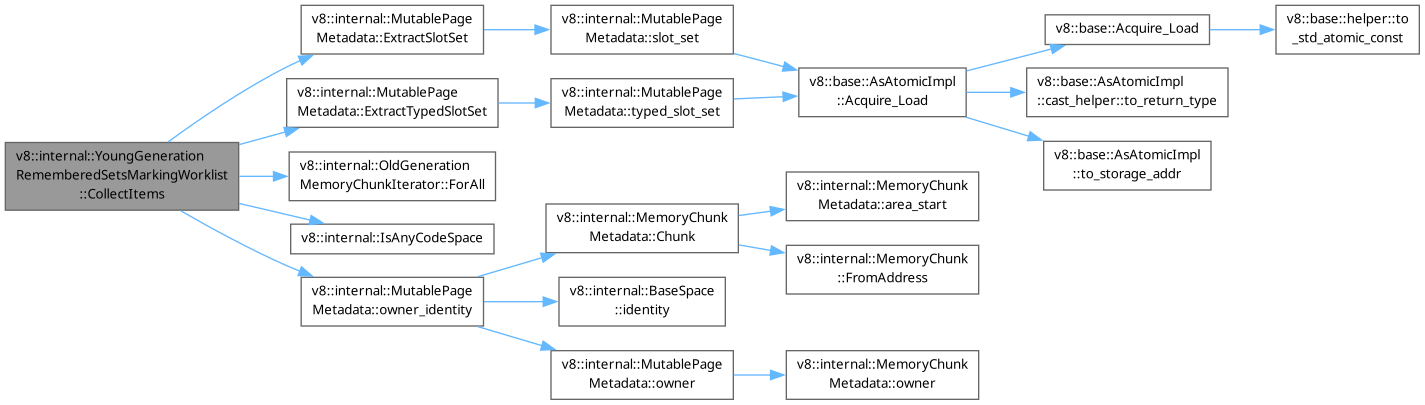 v8::internal::YoungGeneration
RememberedSetsMarkingWorklist
::CollectItems
v8::internal::MutablePage
Metadata::ExtractSlotSet
v8::internal::MutablePage
Metadata::ExtractTypedSlotSet
v8::internal::OldGeneration
MemoryChunkIterator::ForAll
v8::internal::IsAnyCodeSpace
v8::internal::MutablePage
Metadata::owner_identity
v8::internal::MutablePage
Metadata::slot_set
v8::internal::MutablePage
Metadata::typed_slot_set
v8::internal::MemoryChunk
Metadata::Chunk
v8::internal::BaseSpace
::identity
v8::internal::MutablePage
Metadata::owner
v8::base::AsAtomicImpl
::Acquire_Load
v8::internal::MemoryChunk
Metadata::area_start
v8::internal::MemoryChunk
::FromAddress
v8::internal::MemoryChunk
Metadata::owner
v8::base::Acquire_Load
v8::base::AsAtomicImpl
::cast_helper::to_return_type
v8::base::AsAtomicImpl
::to_storage_addr
v8::base::helper::to
_std_atomic_const